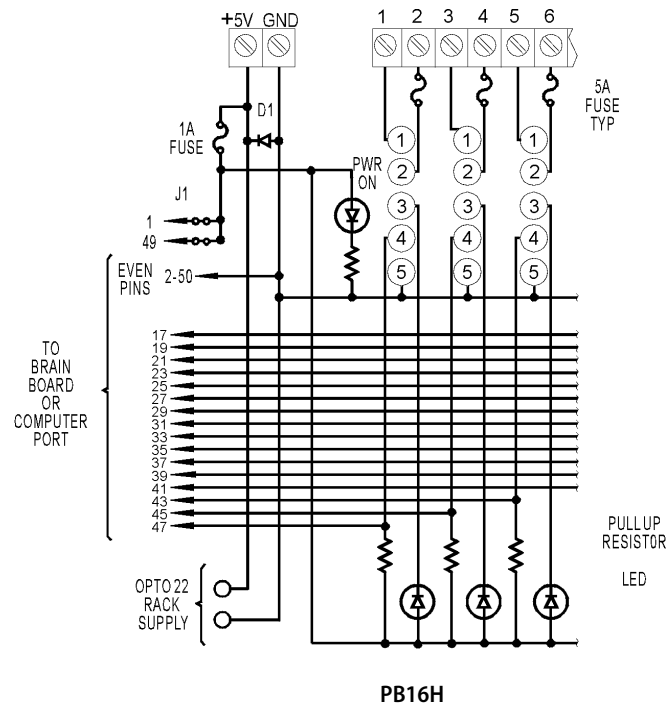 +5V GND
1 2 3 4 5 6
5A
FUSE
TYP
D1
1A
FUSE
PWR
ON
1 1 1
2 2 2
3 3 3
4 4 4
5 5 5
J1
1
49
EVEN
PINS
2-50
TO
BRAIN
BOARD
OR
COMPUTER
PORT
17
19
21
23
25
27
29
31
33
35
37
39
41
43
45
47
PULLUP
RESISTOR
LED
OPTO 22
RACK
SUPPLY
PB16H